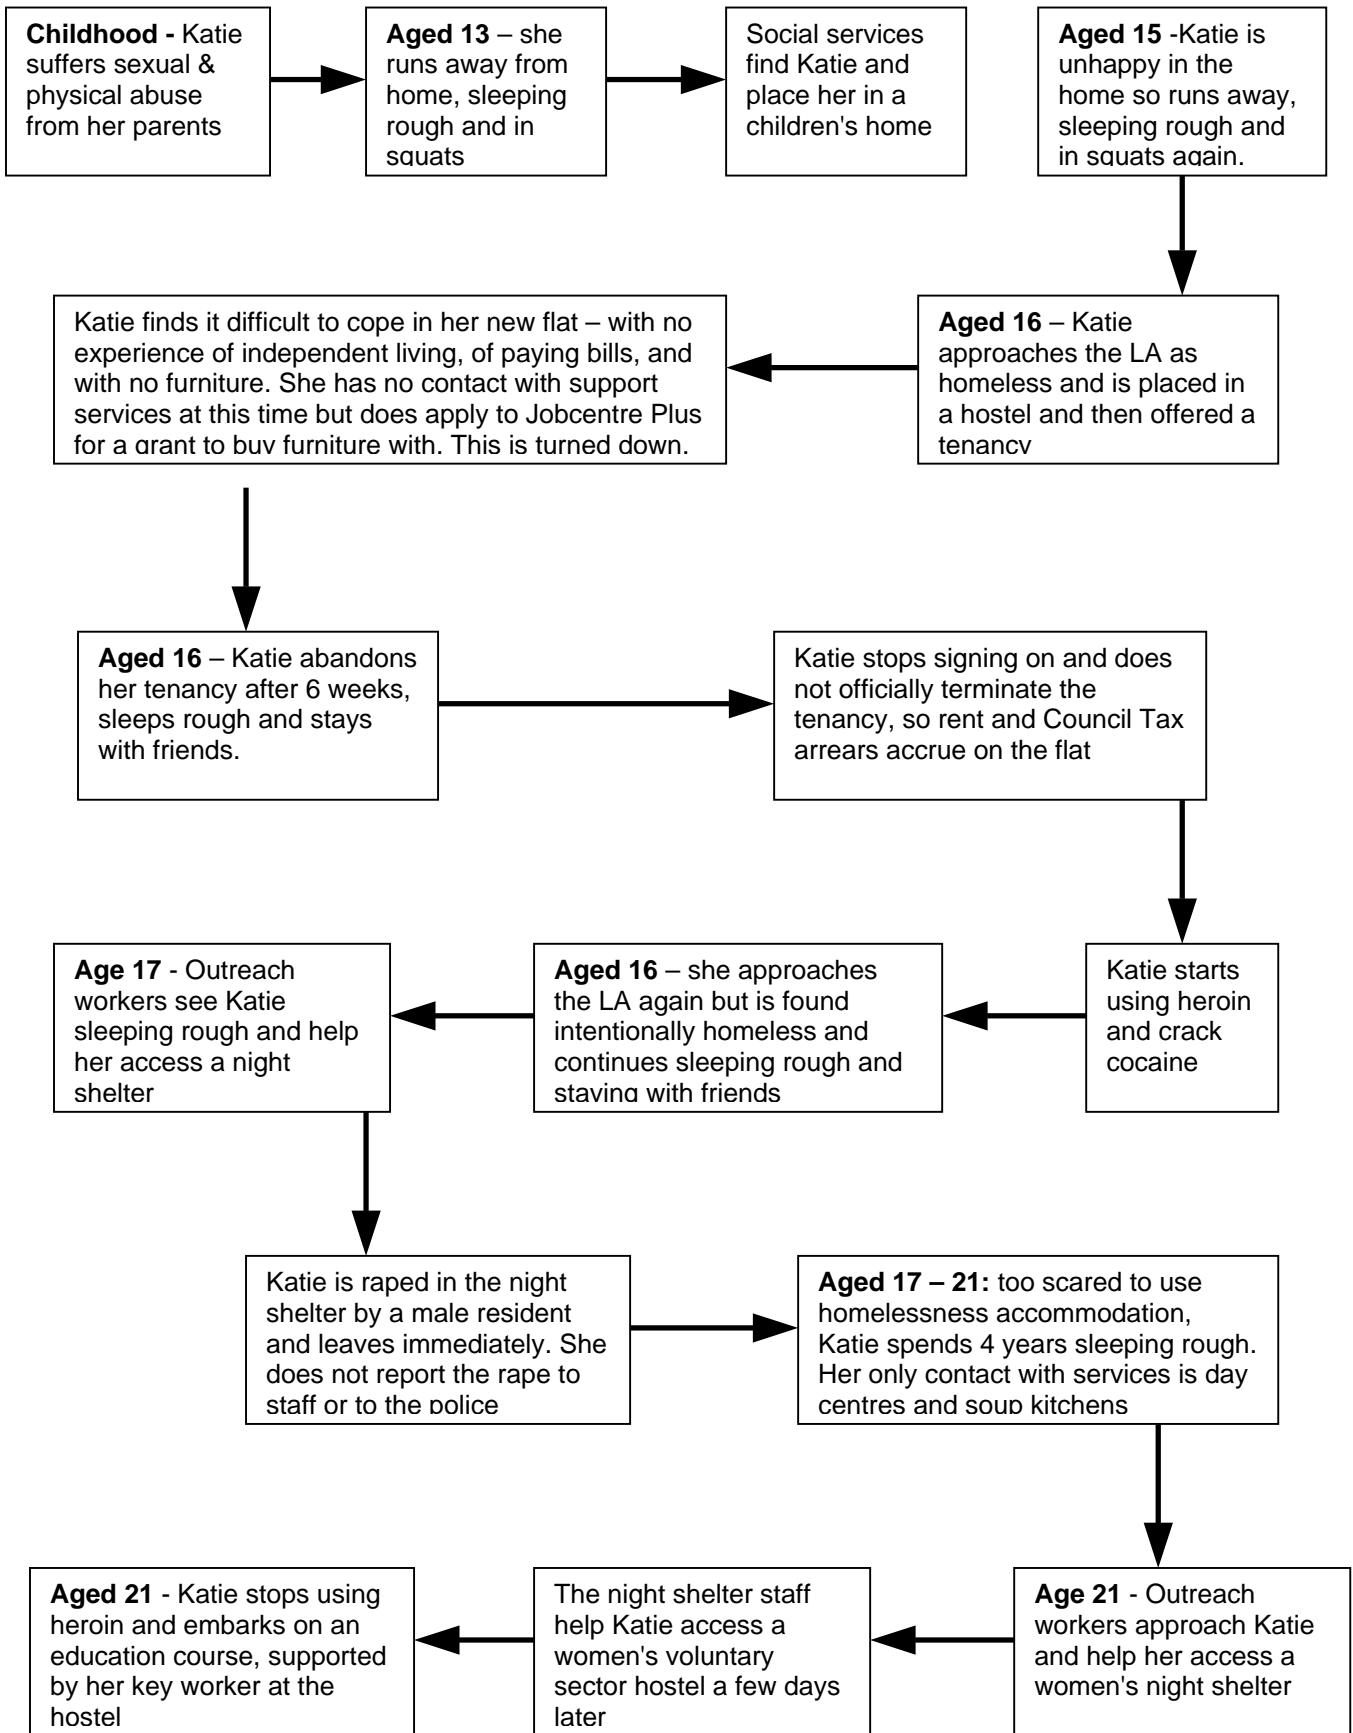 Childhood - Katie
suffers sexual &
physical abuse
from her parents
Aged 13 – she
runs away from
home, sleeping
rough and in
squats
Social services
find Katie and
place her in a
children's home
Aged 15 -Katie is
unhappy in the
home so runs away,
sleeping rough and
in squats again.
Aged 16 – Katie
approaches the LA as
homeless and is placed in
a hostel and then offered a
tenancy
Katie finds it difficult to cope in her new flat – with no
experience of independent living, of paying bills, and
with no furniture. She has no contact with support
services at this time but does apply to Jobcentre Plus
for a grant to buy furniture with. This is turned down.
Aged 16 – Katie abandons
her tenancy after 6 weeks,
sleeps rough and stays
with friends.
Katie stops signing on and does
not officially terminate the
tenancy, so rent and Council Tax
arrears accrue on the flat
Katie starts
using heroin
and crack
cocaine
Aged 16 – she approaches
the LA again but is found
intentionally homeless and
continues sleeping rough and
staying with friends
Age 17 - Outreach
workers see Katie
sleeping rough and help
her access a night
shelter
Katie is raped in the night
shelter by a male resident
and leaves immediately. She
does not report the rape to
staff or to the police
Aged 17 – 21: too scared to use
homelessness accommodation,
Katie spends 4 years sleeping rough.
Her only contact with services is day
centres and soup kitchens
Age 21 - Outreach
workers approach Katie
and help her access a
women's night shelter
The night shelter staff
help Katie access a
women's voluntary
sector hostel a few days
later
Aged 21 - Katie stops using
heroin and embarks on an
education course, supported
by her key worker at the
hostel